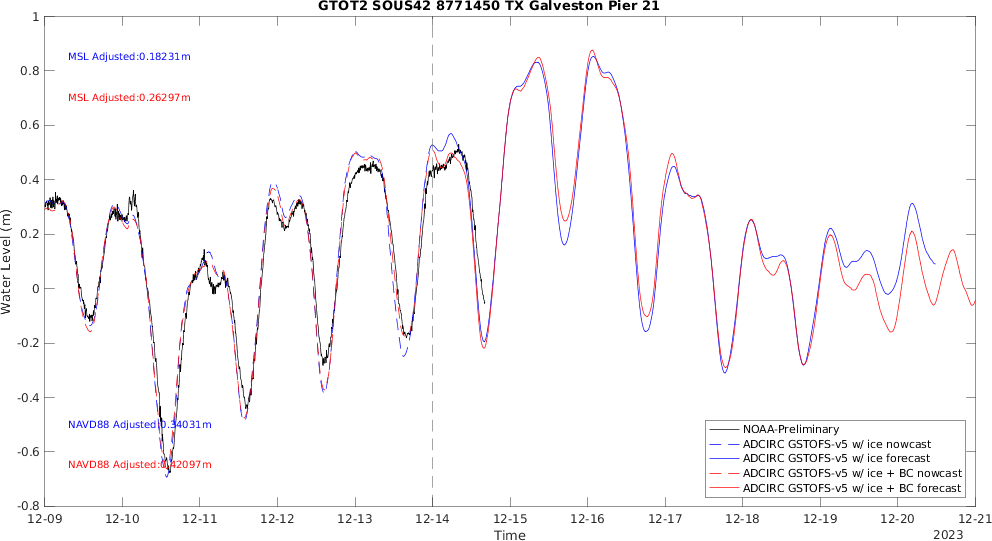 GTOT2 SOUS42 8771450 TX Galveston Pier 21
Water Level (m)
1
0.8
0.6
0.4
0.2
0
-0.2
-0.4
-0.6
-0.8
MSL Adjusted:0.18231m
MSL Adjusted:0.26297m
NAVD88 Adjusted:0.34031m
NAVD88 Adjusted:0.42097m
NOAA-Preliminary
ADCIRC GSTOFS-v5 w/ ice nowcast
ADCIRC GSTOFS-v5 w/ ice forecast
ADCIRC GSTOFS-v5 w/ ice + BC nowcast
ADCIRC GSTOFS-v5 w/ ice + BC forecast
12-09 12-10 12-11 12-12 12-13 12-14 12-15 12-16 12-17 12-18 12-19 12-20 12-21
Time
2023